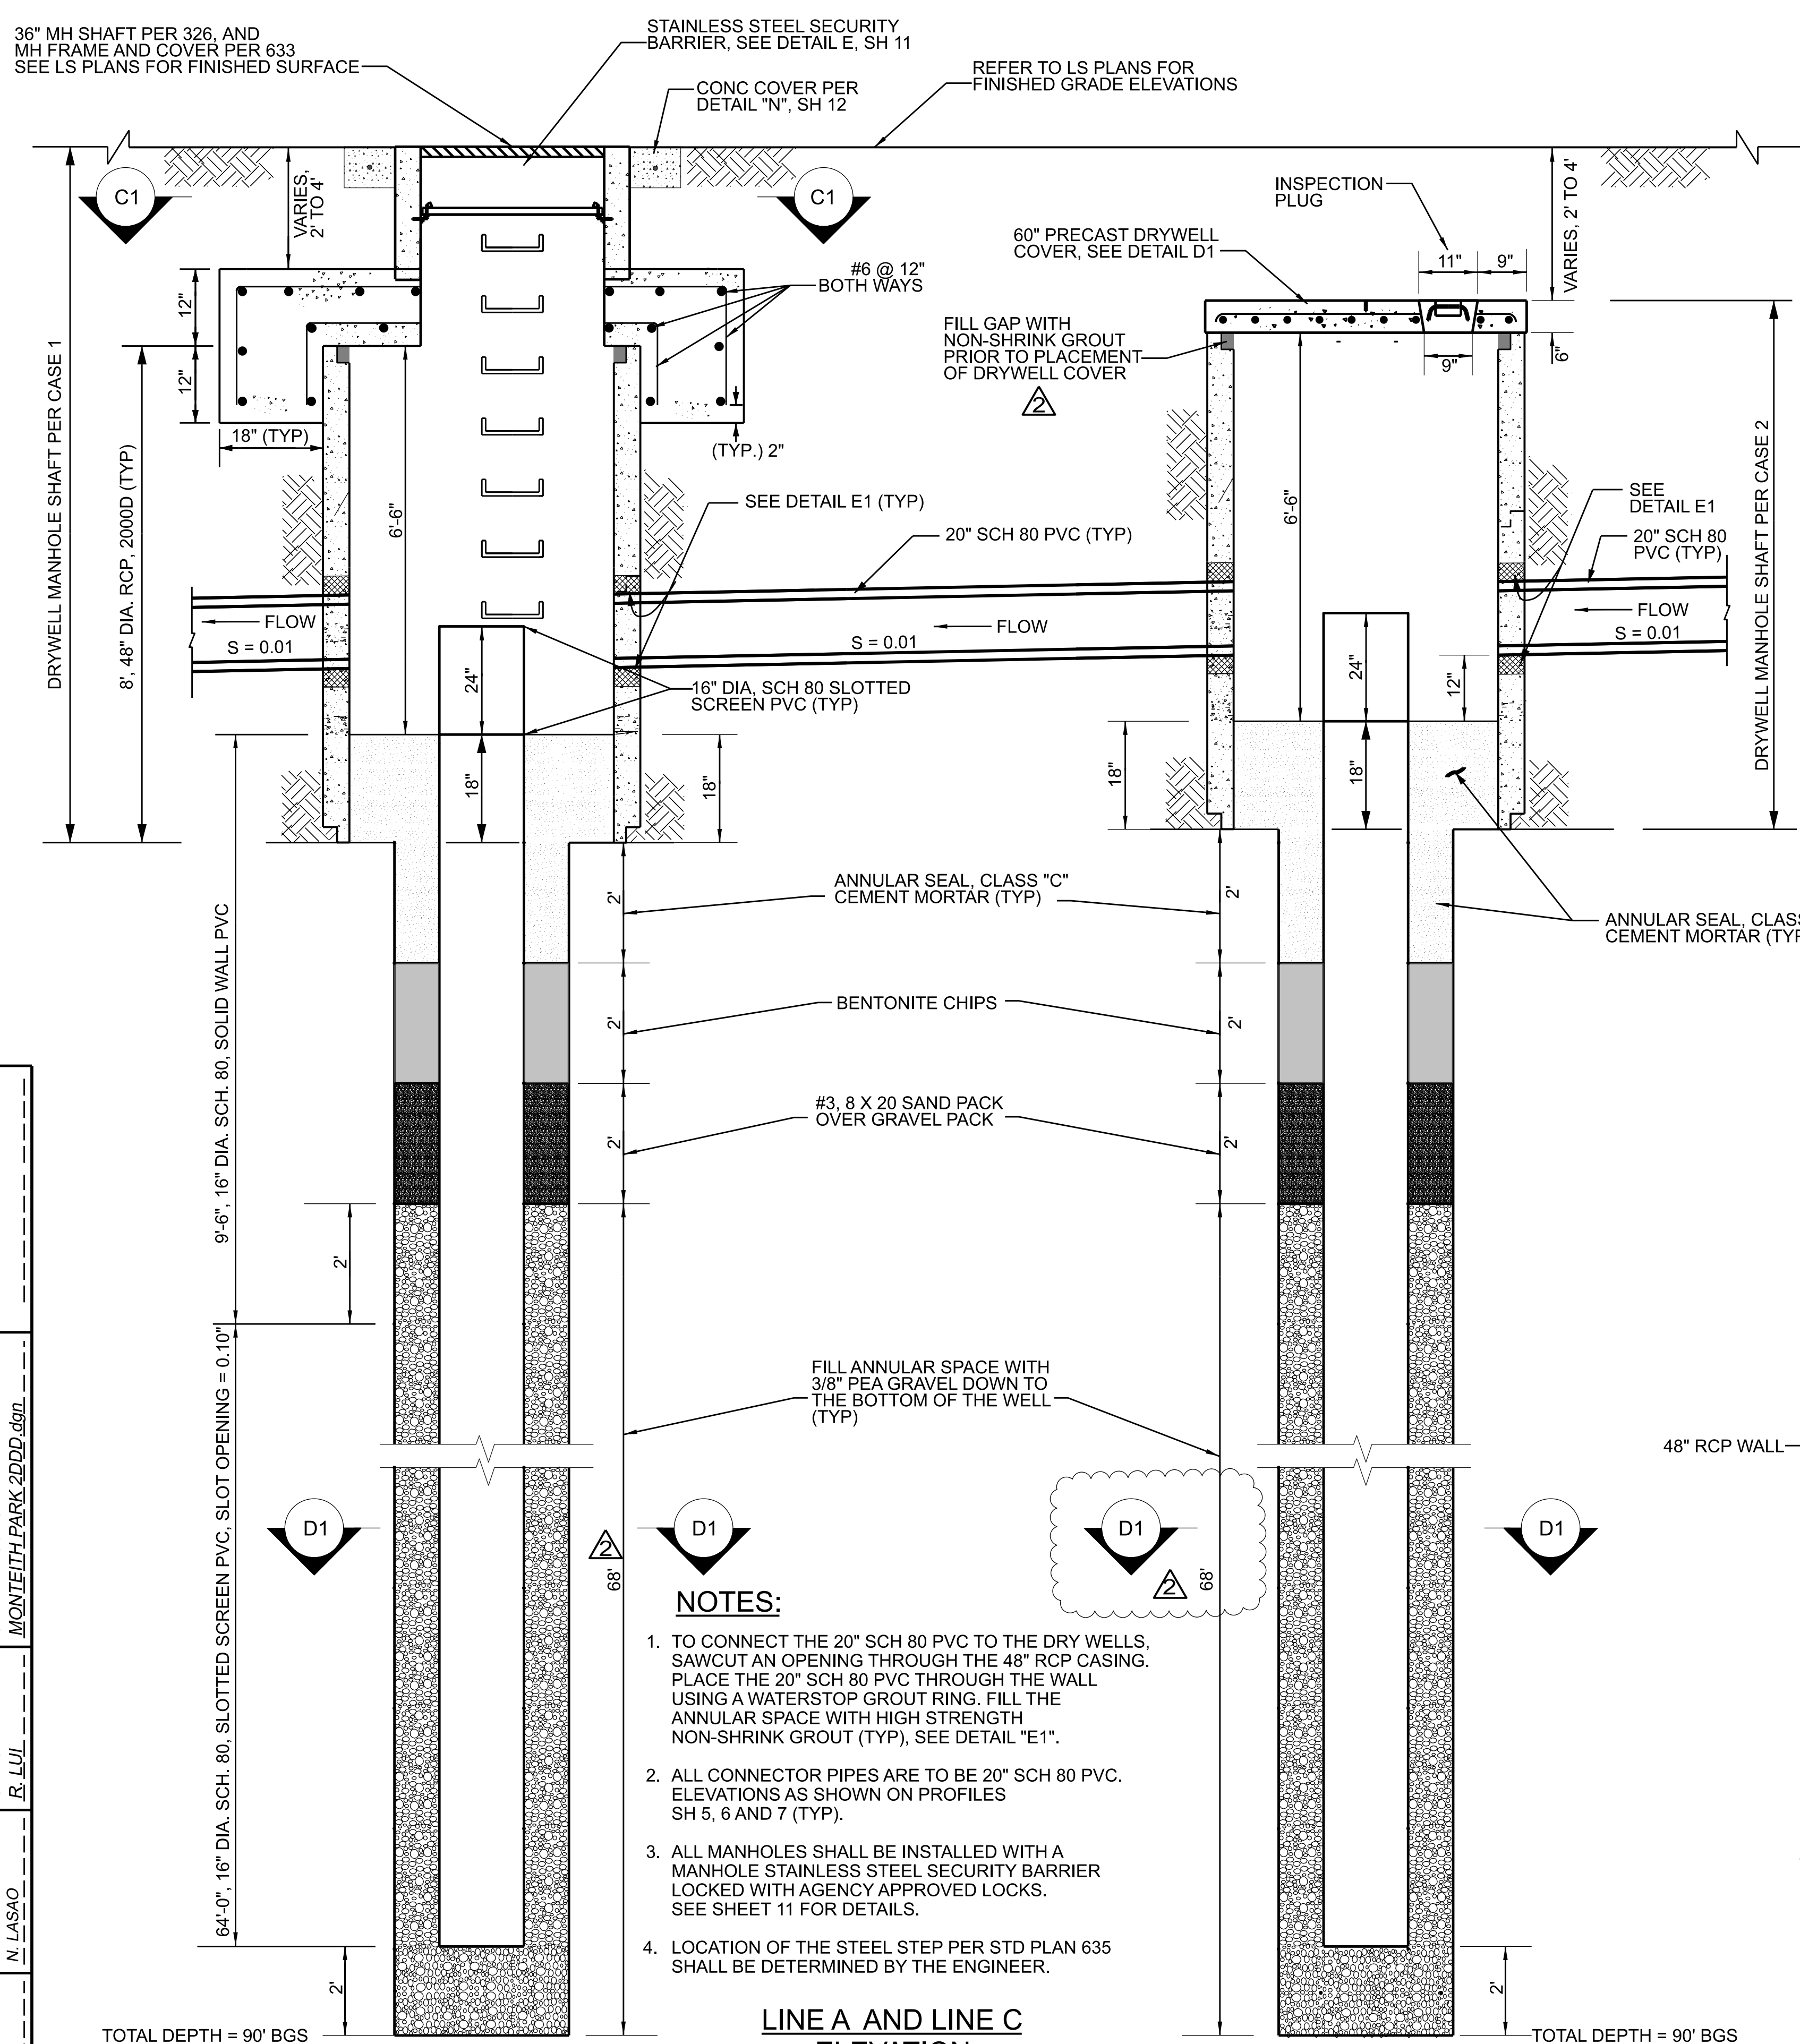 36" MH SHAFT PER 326, AND
MH FRAME AND COVER PER 633
SEE LS PLANS FOR FINISHED SURFACE
STAINLESS STEEL SECURITY
BARRIER, SEE DETAIL E, SH 11
CONC COVER PER
DETAIL "N", SH 12
REFER TO LS PLANS FOR
FINISHED GRADE ELEVATIONS
C1
C1
VARIES,
2' TO 4'
INSPECTION
PLUG
VARIES, 2' TO 4'
60" PRECAST DRYWELL
COVER, SEE DETAIL D1
11"
9"
#6 @ 12"
BOTH WAYS
12"
12"
18" (TYP)
(TYP.) 2"
FILL GAP WITH
NON-SHRINK GROUT
PRIOR TO PLACEMENT
OF DRYWELL COVER
2
9"
6"
DRYWELL MANHOLE SHAFT PER CASE 1
8', 48" DIA. RCP, 2000D (TYP)
6'-6"
6'-6"
DRYWELL MANHOLE SHAFT PER CASE 2
SEE DETAIL E1 (TYP)
20" SCH 80 PVC (TYP)
SEE
DETAIL E1
20" SCH 80
PVC (TYP)
FLOW
S = 0.01
FLOW
S = 0.01
FLOW
S = 0.01
24"
16" DIA, SCH 80 SLOTTED
SCREEN PVC (TYP)
24"
12"
18"
18"
18"
18"
ANNULAR SEAL, CLASS "C"
CEMENT MORTAR (TYP)
2'
2'
ANNULAR SEAL, CLASS
CEMENT MORTAR (TYP
9'-6", 16" DIA. SCH. 80, SOLID WALL PVC
BENTONITE CHIPS
2'
2'
#3, 8 X 20 SAND PACK
OVER GRAVEL PACK
2'
2'
2'
64'-0", 16" DIA. SCH. 80, SLOTTED SCREEN PVC, SLOT OPENING = 0.10"
FILL ANNULAR SPACE WITH
3/8" PEA GRAVEL DOWN TO
THE BOTTOM OF THE WELL
(TYP)
48" RCP WALL
D1
D1
D1
D1
2
68'
2
68'
MONTEITH PARK 2DDD.dgn
R. LUI
N. LASAO
NOTES:
1. TO CONNECT THE 20" SCH 80 PVC TO THE DRY WELLS,
SAWCUT AN OPENING THROUGH THE 48" RCP CASING.
PLACE THE 20" SCH 80 PVC THROUGH THE WALL
USING A WATERSTOP GROUT RING. FILL THE
ANNULAR SPACE WITH HIGH STRENGTH
NON-SHRINK GROUT (TYP), SEE DETAIL "E1".
2. ALL CONNECTOR PIPES ARE TO BE 20" SCH 80 PVC.
ELEVATIONS AS SHOWN ON PROFILES
SH 5, 6 AND 7 (TYP).
3. ALL MANHOLES SHALL BE INSTALLED WITH A
MANHOLE STAINLESS STEEL SECURITY BARRIER
LOCKED WITH AGENCY APPROVED LOCKS.
SEE SHEET 11 FOR DETAILS.
4. LOCATION OF THE STEEL STEP PER STD PLAN 635
SHALL BE DETERMINED BY THE ENGINEER.
2'
2'
TOTAL DEPTH = 90' BGS
LINE A AND LINE C
ELEVATION
TOTAL DEPTH = 90' BGS